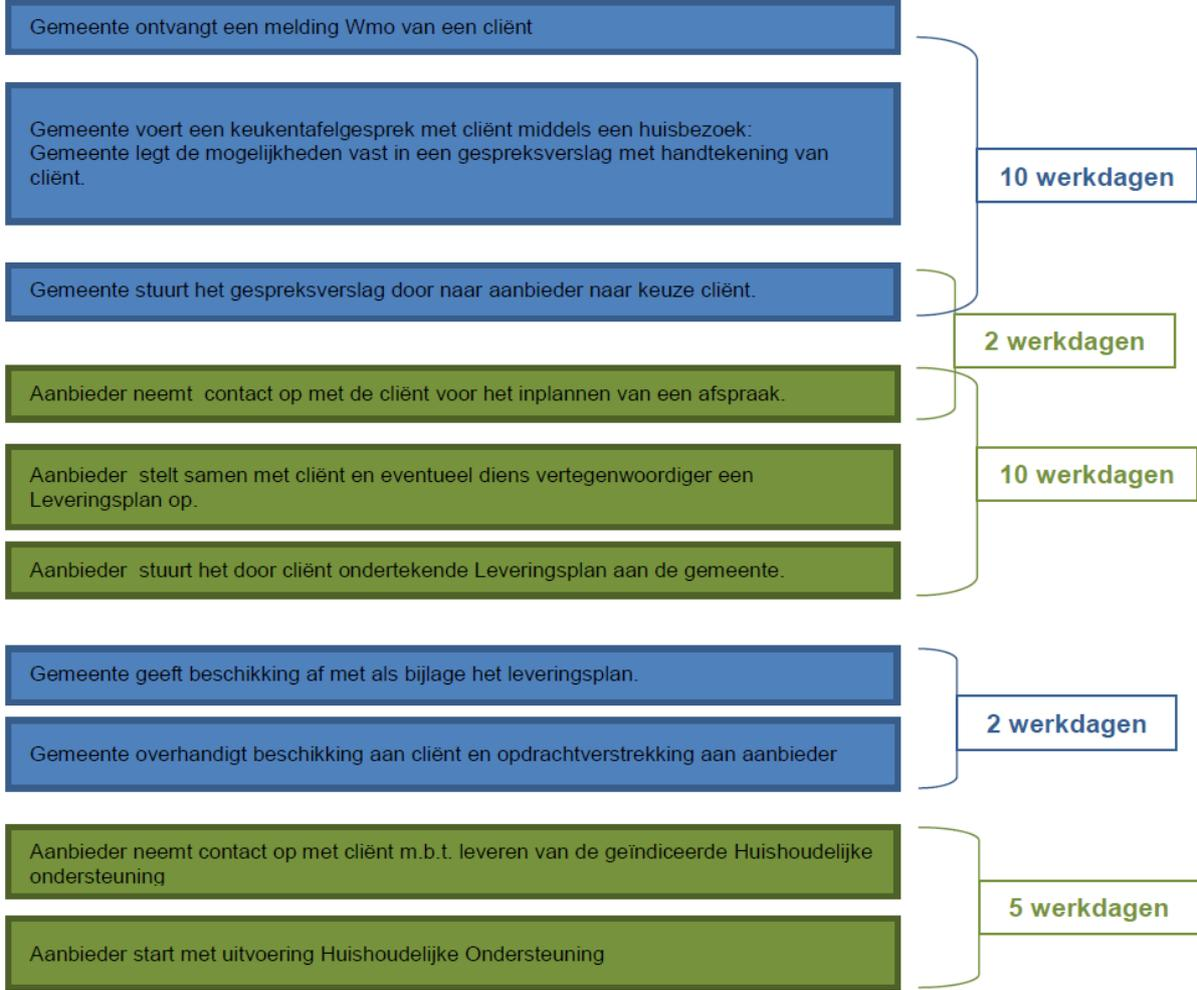 Gemeente ontvangt een melding Wmo van een cliënt
Gemeente voert een keukentafelgesprek met cliënt middels een huisbezoek:
Gemeente legt de mogelijkheden vast in een gespreksverslag met handtekening van
cliënt.
10 werkdagen
Gemeente stuurt het gespreksverslag door naar aanbieder naar keuze cliënt.
2 werkdagen
Aanbieder neemt contact op met de cliënt voor het inplannen van een afspraak.
Aanbieder stelt samen met cliënt en eventueel diens vertegenwoordiger een
Leveringsplan op.
10 werkdagen
Aanbieder stuurt het door cliënt ondertekende Leveringsplan aan de gemeente.
Gemeente geeft beschikking af met als bijlage het leveringsplan.
2 werkdagen
Gemeente overhandigt beschikking aan cliënt en opdrachtverstrekking aan aanbieder
Aanbieder neemt contact op met cliënt m.b.t. leveren van de geïndiceerde Huishoudelijke
ondersteuning
5 werkdagen
Aanbieder start met uitvoering Huishoudelijke Ondersteuning